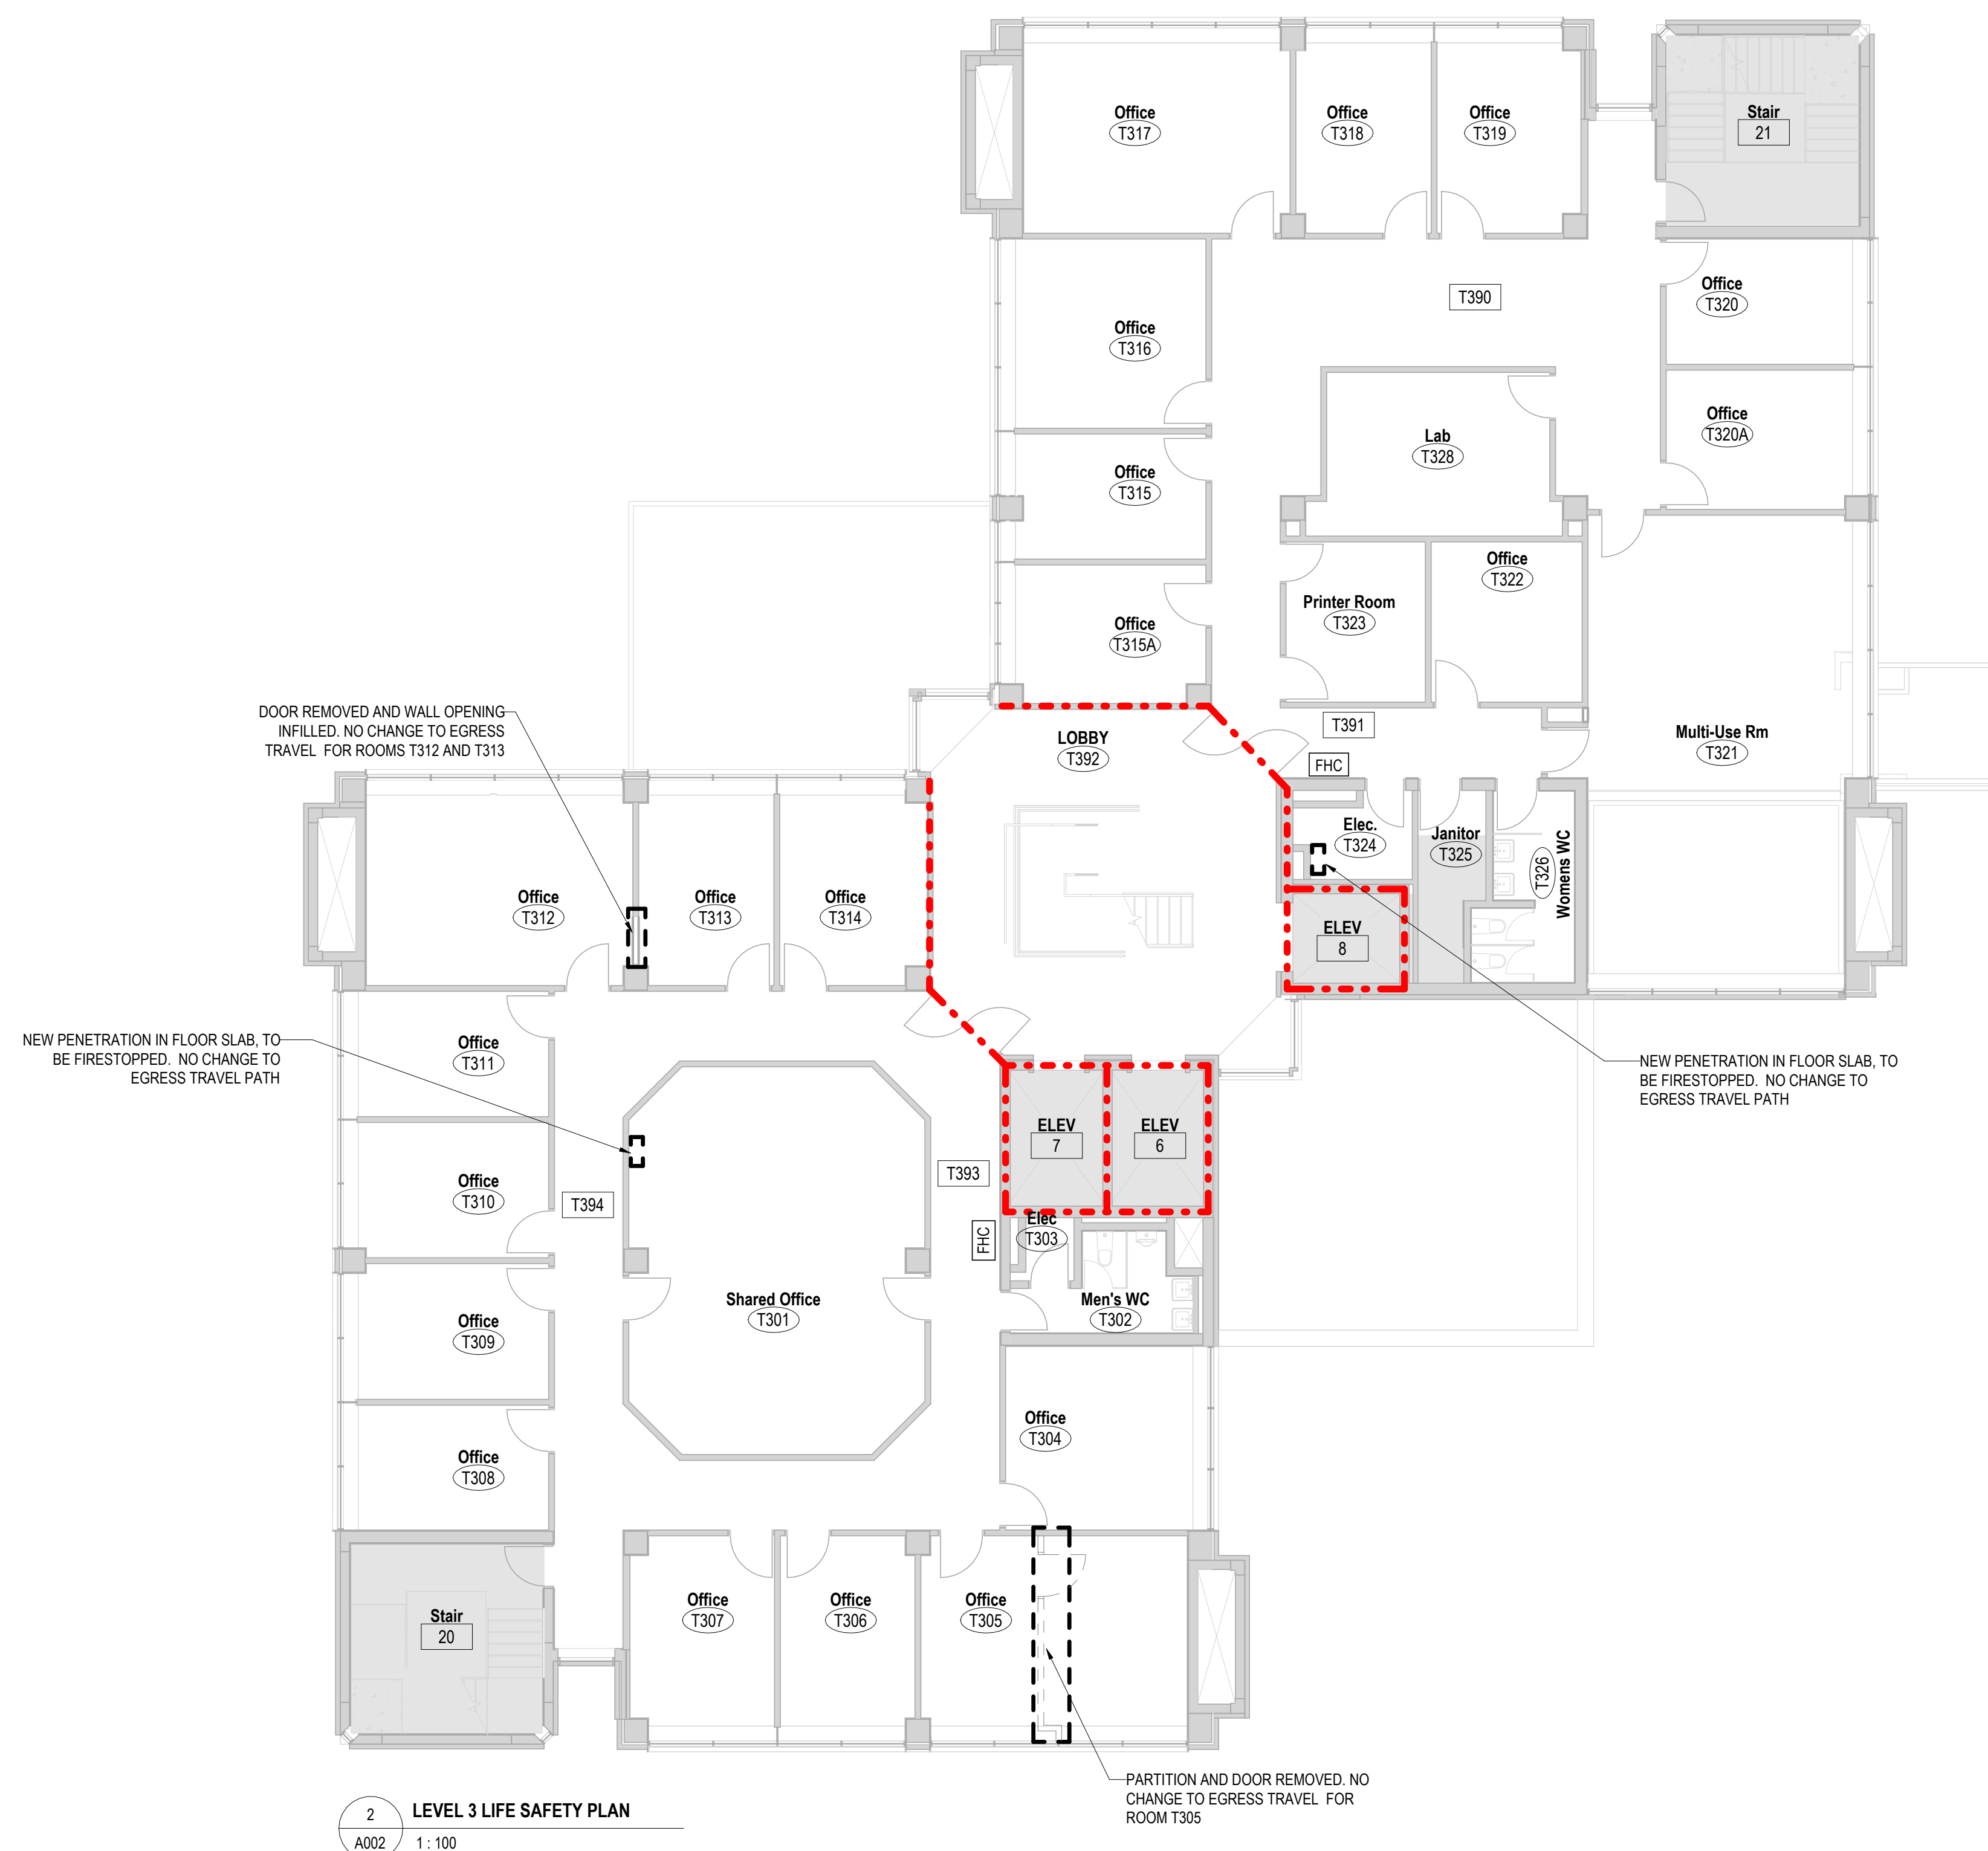 Office
T317
Office
T318
Office
T319
Stair
21
Office
T320
T390
Office
T316
Office
T320A
Lab
T328
Office
T315
Office
T322
Printer Room
T323
Office
T315A
DOOR REMOVED AND WALL OPENING
INFILLED. NO CHANGE TO EGRESS
TRAVEL FOR ROOMS T312 AND T313
T391
LOBBY
T392
FHC
Multi-Use Rm
T321
Elec.
T324
Janitor
T325
Womens WC
T326
Office
T312
Office
T313
Office
T314
ELEV
8
NEW PENETRATION IN FLOOR SLAB, TO
BE FIRESTOPPED. NO CHANGE TO
EGRESS TRAVEL PATH
Office
T311
NEW PENETRATION IN FLOOR SLAB, TO
BE FIRESTOPPED. NO CHANGE TO
EGRESS TRAVEL PATH
ELEV
7
ELEV
6
T393
Office
T310
T394
Elec
T303
FHC
Shared Office
T301
Men's WC
T302
Office
T309
Office
T304
Office
T308
Office
T307
Office
T306
Office
T305
Stair
20
PARTITION AND DOOR REMOVED. NO
CHANGE TO EGRESS TRAVEL FOR
ROOM T305
2
LEVEL 3 LIFE SAFETY PLAN
A002
1 : 100